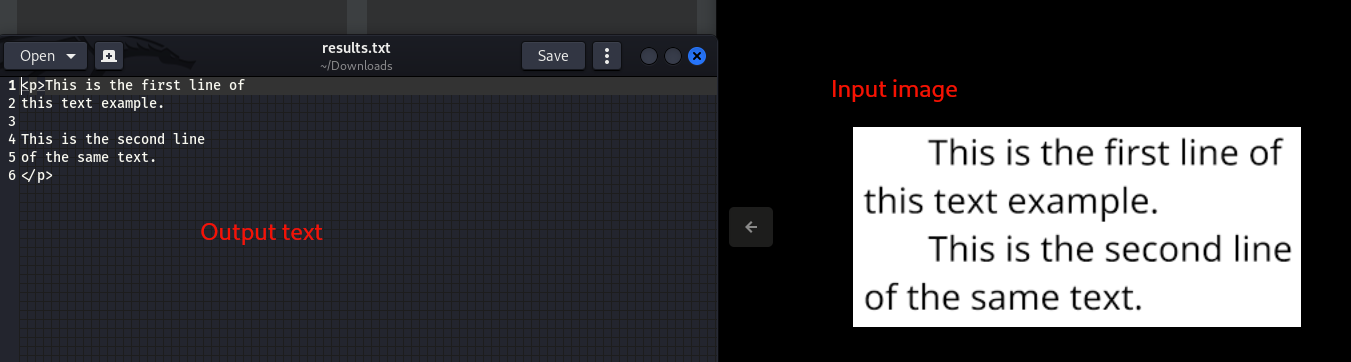 Open
results.txt
~/Downloads
Save
1 <p>This is the first line of
2 this text example.
3
4 This is the second line
5 of the same text.
6 </p>
Output text
Input image
This is the first line of
this text example.
This is the second line
of the same text.